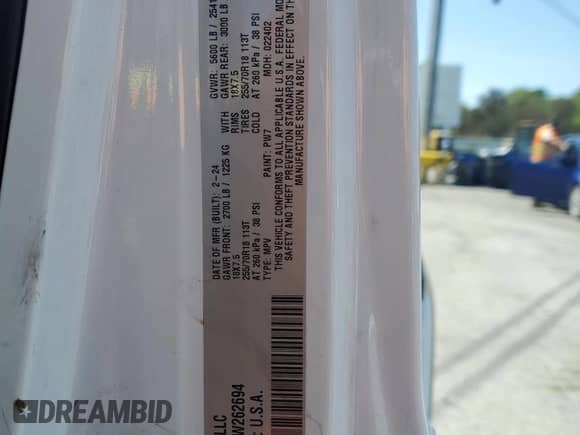 LLC
W262694
U.S.A.
DATE OF MFR (BUILT): 2-24 GVWR: 5600 LB / 2541
GAWR FRONT: 2700 LB / 1225 KG WITH GAWR REAR: 3000 LB
18X7.5 RIMS 18X7.5
255/70R18 113T TIRES 255/70R18 113T
AT 260 kPa / 38 PSI COLD AT 260 kPa / 38 PSI
TYPE: MPV PAINT: PW7 MDH: 022402
THIS VEHICLE CONFORMS TO ALL APPLICABLE U.S.A. FEDERAL MO
SAFETY AND THEFT PREVENTION STANDARDS IN EFFECT ON TH
MANUFACTURE SHOWN ABOVE.
DREAMBID